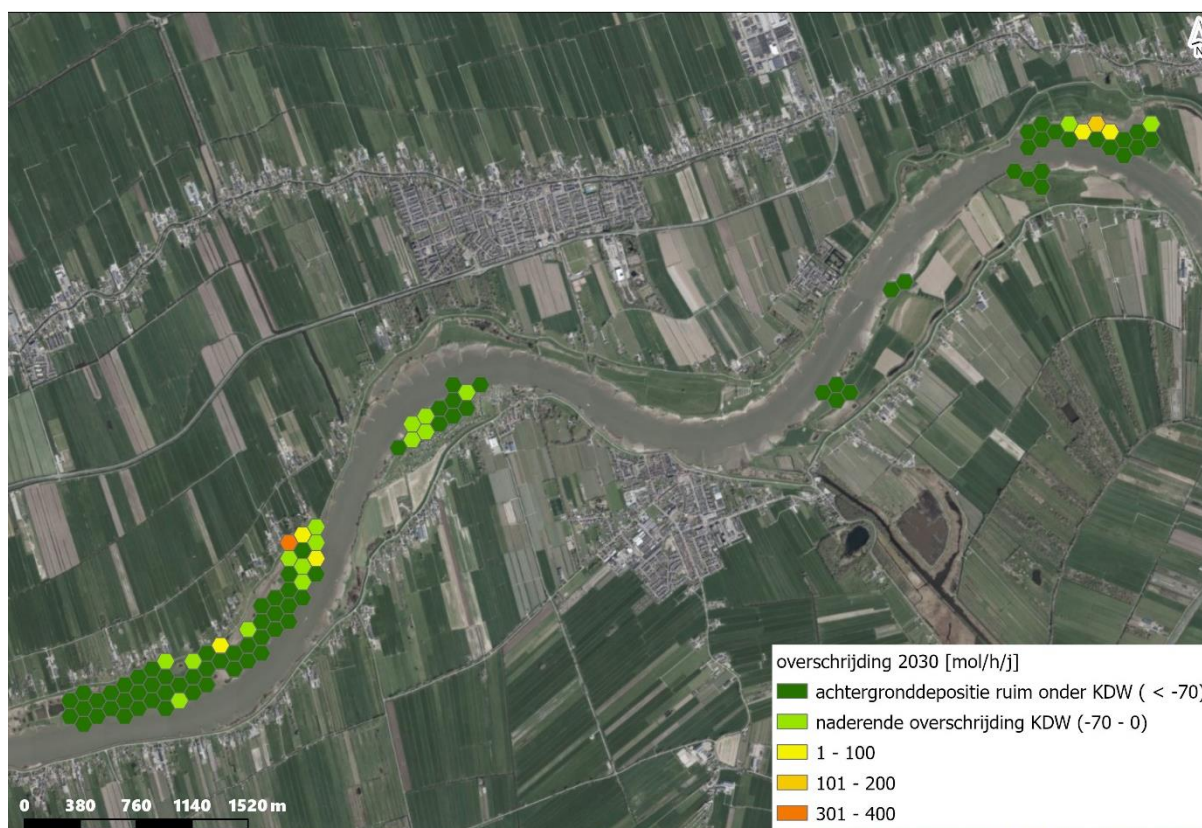 N
overschrijding 2030 [mol/h/j]
achtergronddepositie ruim onder KDW ( < -70)
naderende overschrijding KDW (-70 - 0)
1 - 100
101 - 200
301 - 400
0 380 760 1140 1520 m